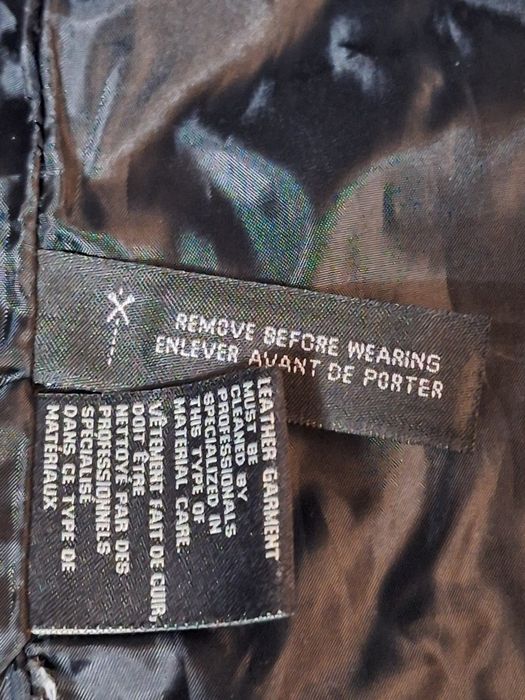 REMOVE BEFORE WEARING
ENLEVER AVANT DE PORTER
LEATHER GARMENT
MUST BE
CLEANED BY
PROFESSIONALS
SPECIALIZED IN
THIS TYPE OF
MATERIAL CARE.
VÊTEMENT FAIT DE CUIR,
DOIT ÊTRE
NETTOYÉ PAR DES
PROFESSIONNELS
SPÉCIALISÉ
DANS CE TYPE DE
MATÉRIAUX